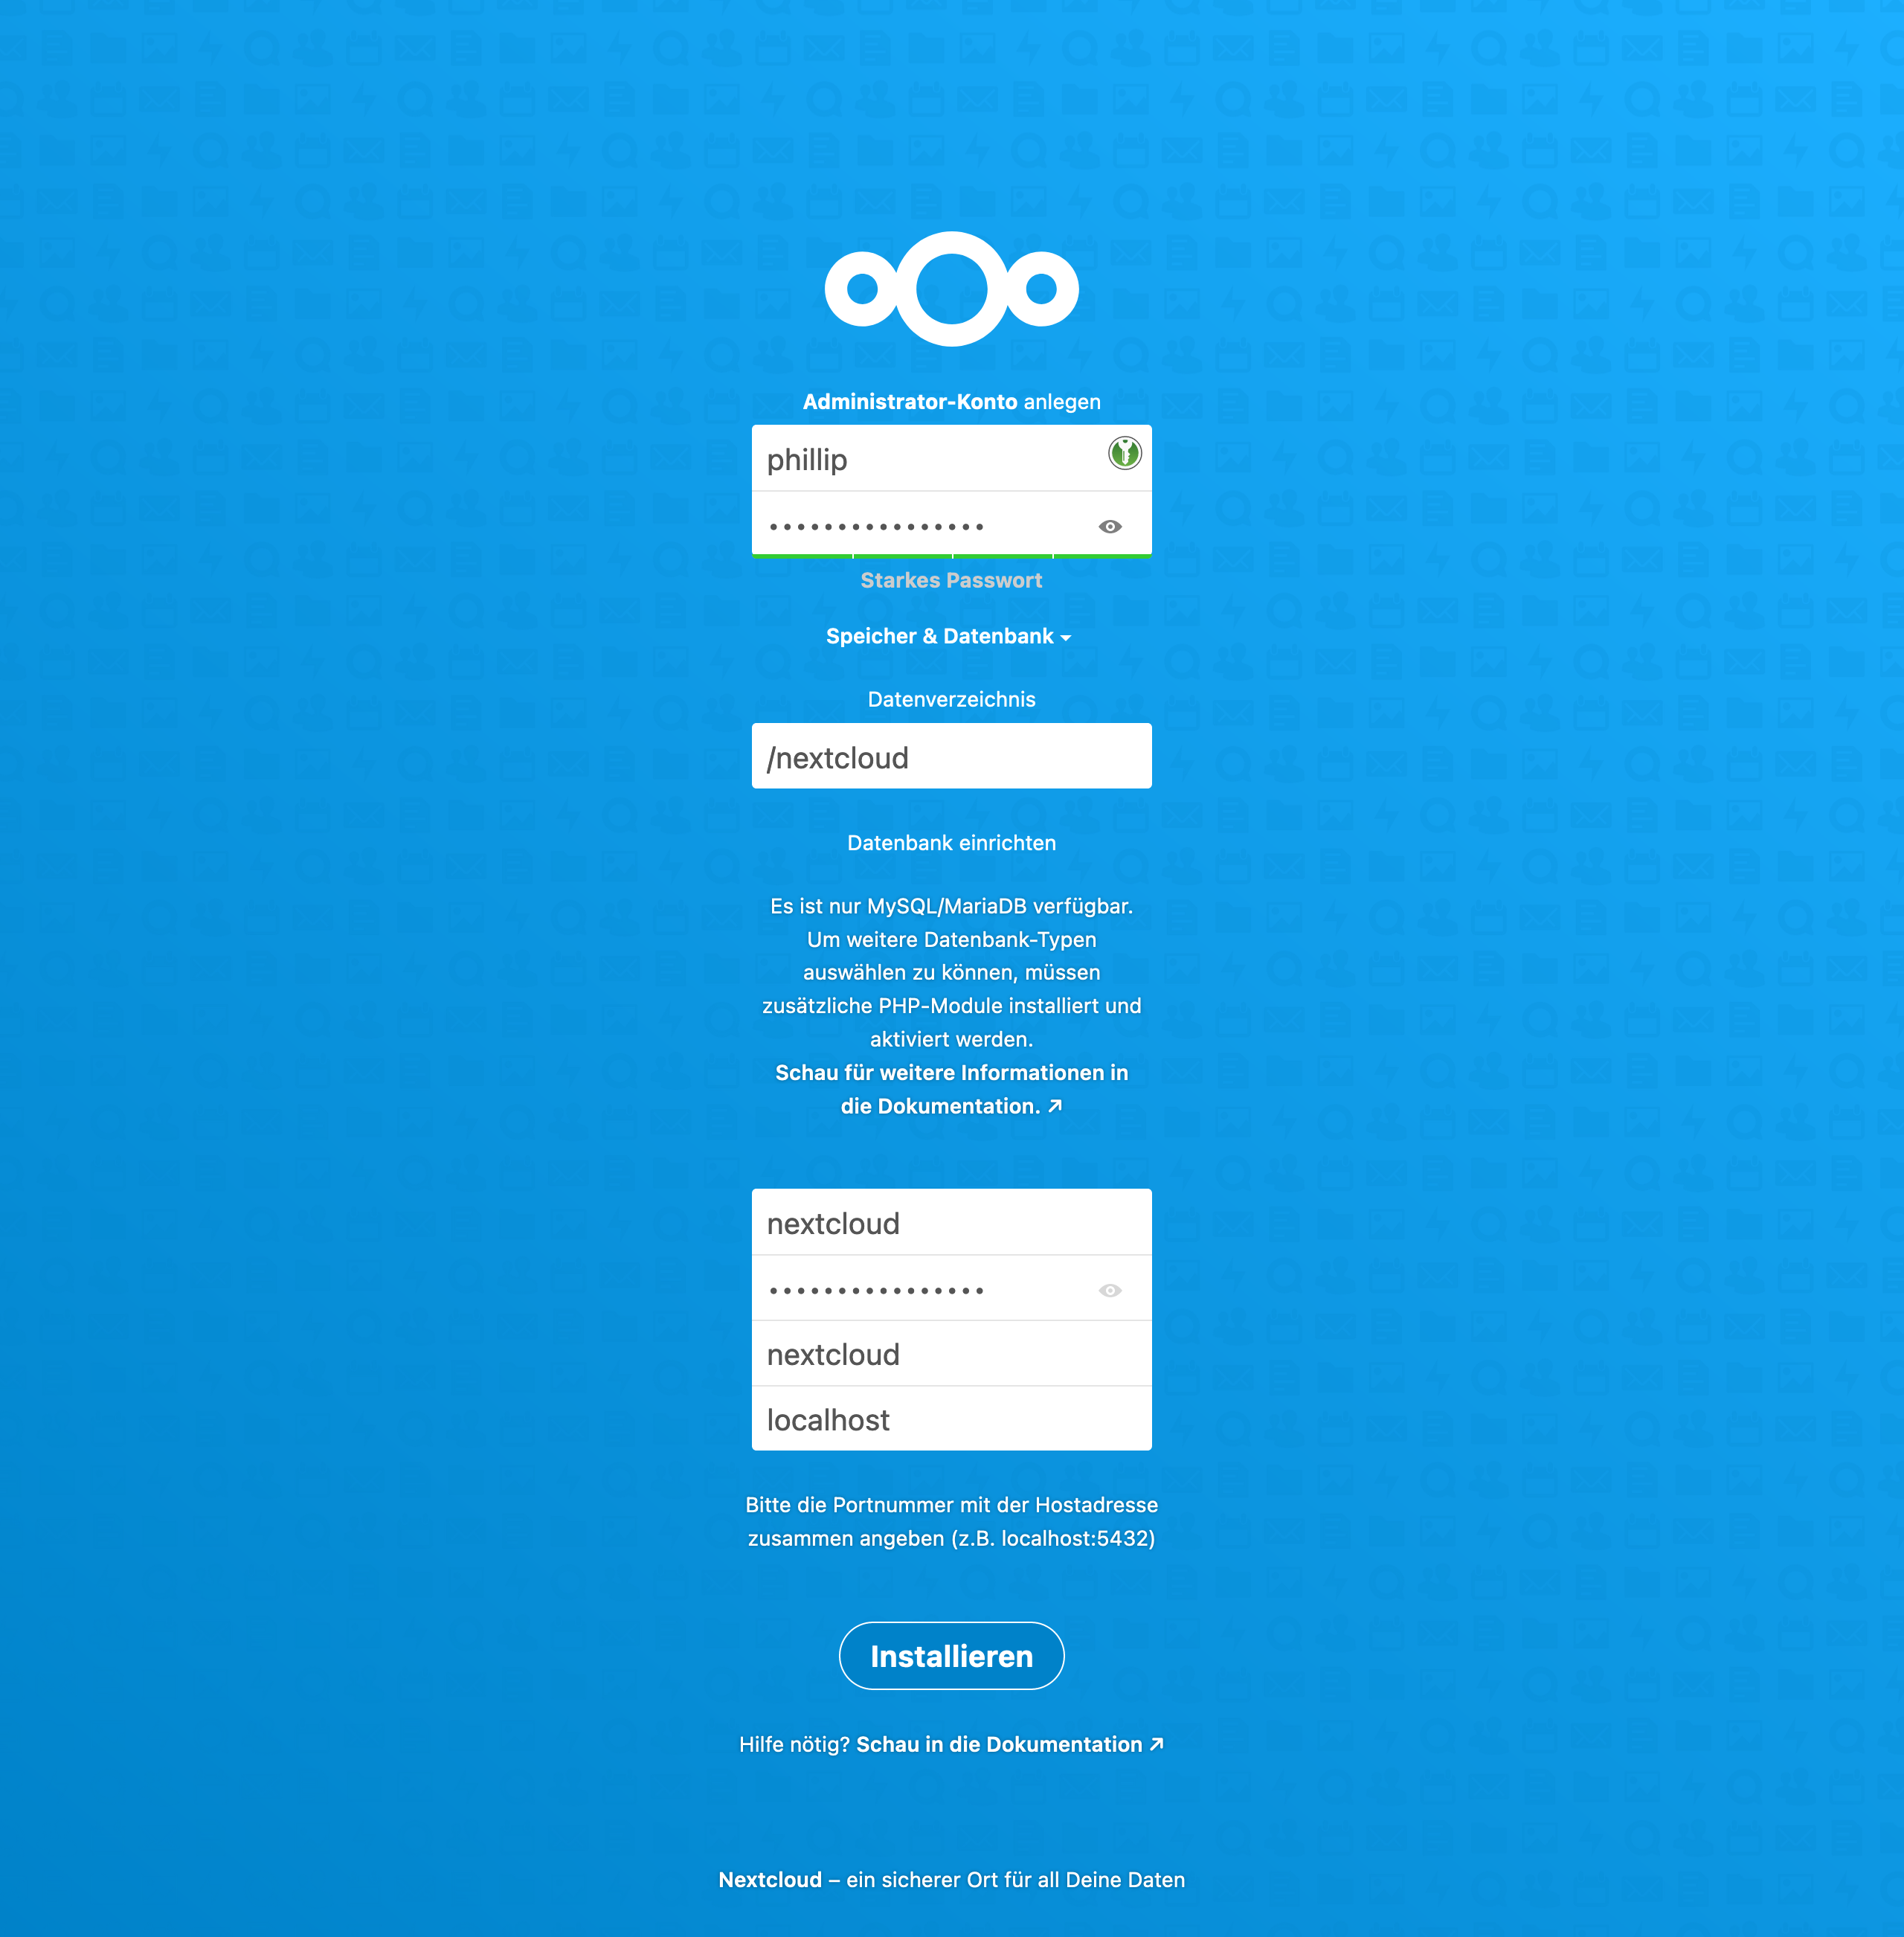 Administrator-Konto anlegen
phillip
••••••••••••••••
Starkes Passwort
Speicher & Datenbank
Datenverzeichnis
/nextcloud
Datenbank einrichten
Es ist nur MySQL/MariaDB verfügbar.
Um weitere Datenbank-Typen
auswählen zu können, müssen
zusätzliche PHP-Module installiert und
aktiviert werden.
Schau für weitere Informationen in
die Dokumentation. ↗
nextcloud
••••••••••••••••
nextcloud
localhost
Bitte die Portnummer mit der Hostadresse
zusammen angeben (z.B. localhost:5432)
Installieren
Hilfe nötig? Schau in die Dokumentation ↗
Nextcloud – ein sicherer Ort für all Deine Daten